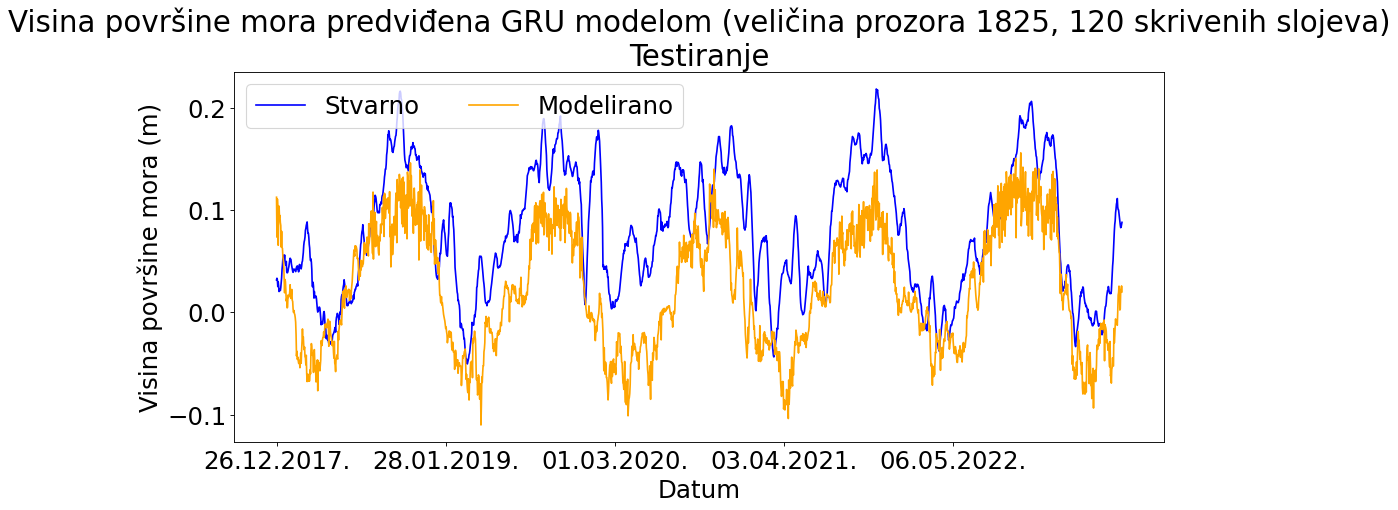 Visina površine mora predviđena GRU modelom (veličina prozora 1825, 120 skrivenih slojeva)
Testiranje
Stvarno
Modelirano
Visina površine mora (m)
0.2
0.1
0.0
−0.1
26.12.2017.
28.01.2019.
01.03.2020.
03.04.2021.
06.05.2022.
Datum